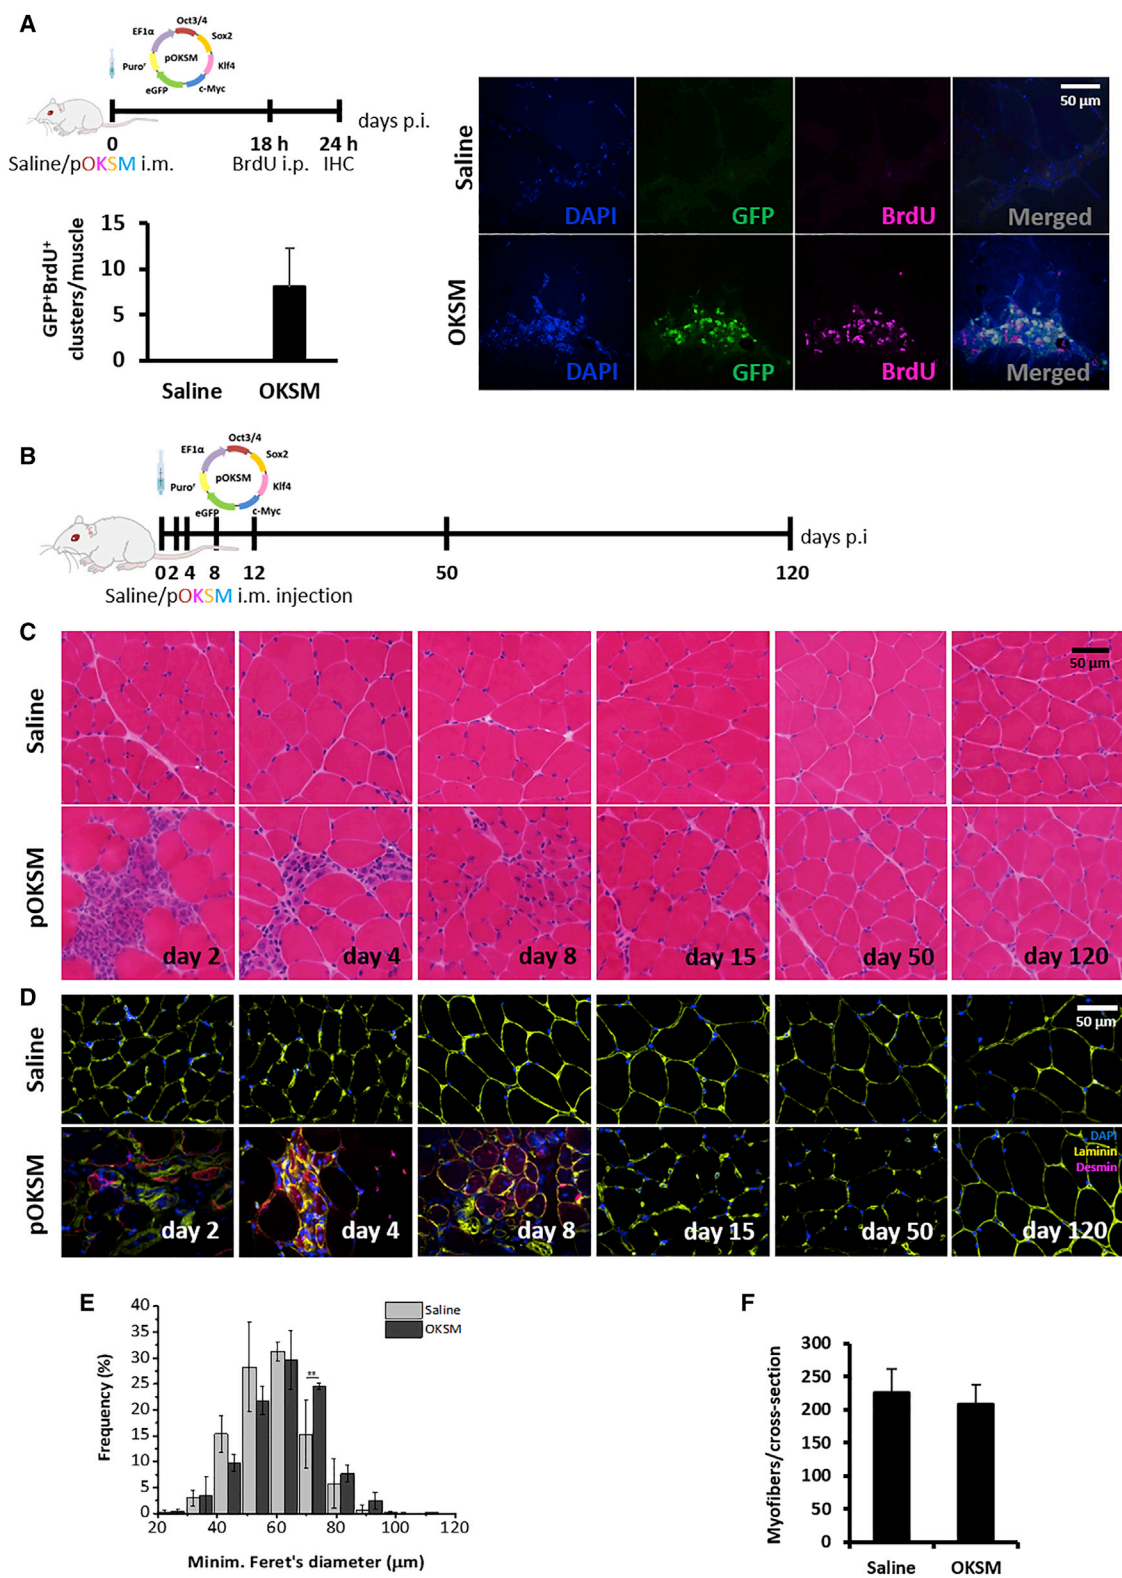 A
Oct3/4
EF1α
Sox2
pOKSM
Puroʳ
Klf4
eGFP
c-Myc
days p.i.
0
18 h
24 h
Saline/pOKSM i.m.
BrdU i.p.
IHC
15
10
5
0
GFP⁺BrdU⁺
clusters/muscle
Saline
OKSM
50 µm
Saline
DAPI
GFP
BrdU
Merged
OKSM
DAPI
GFP
BrdU
Merged
B
Oct3/4
EF1α
Sox2
pOKSM
Puroʳ
Klf4
eGFP
c-Myc
days p.i
0 2 4 8 12 50 120
Saline/pOKSM i.m. injection
C
Saline
50 µm
pOKSM
day 2
day 4
day 8
day 15
day 50
day 120
D
Saline
50 µm
pOKSM
DAPI
Laminin
Desmin
day 2
day 4
day 8
day 15
day 50
day 120
E
Saline
OKSM
40
35
30
25
20
15
10
5
0
Frequency (%)
**
20 40 60 80 100 120
Minim. Feret's diameter (µm)
F
300
250
200
150
100
50
0
Myofibers/cross-section
Saline
OKSM